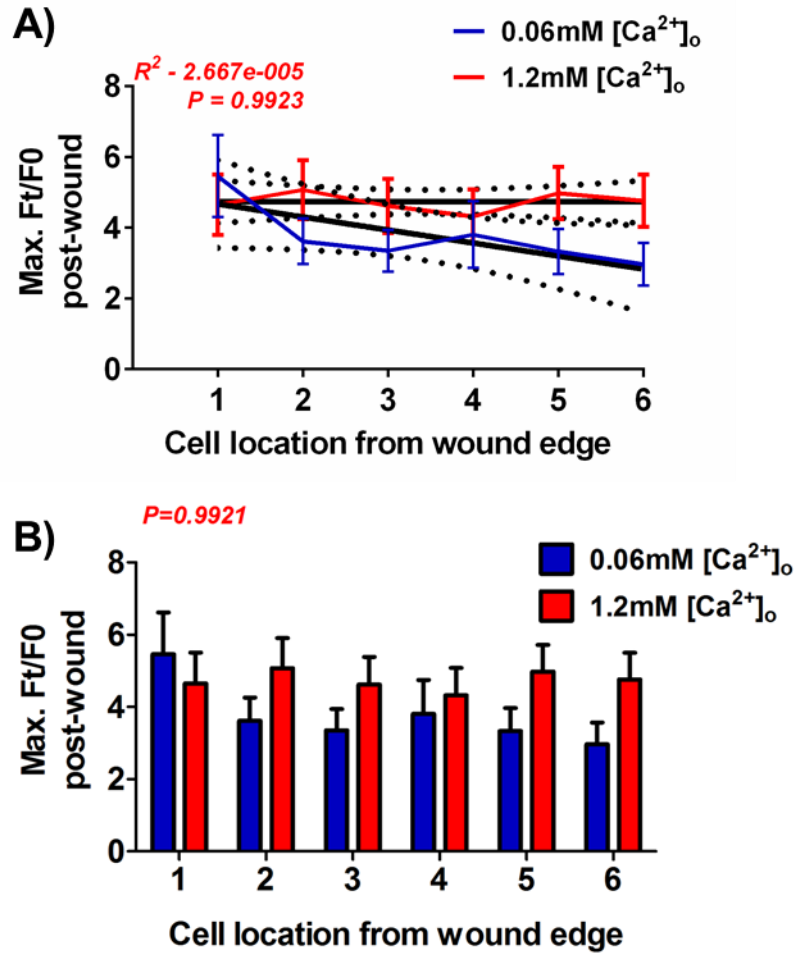 A)
0.06mM [Ca²⁺]ₒ
1.2mM [Ca²⁺]ₒ
R² - 2.667e-005
P = 0.9923
Max. Ft/F0
post-wound
8
6
4
2
0
1 2 3 4 5 6
Cell location from wound edge
B)
P=0.9921
0.06mM [Ca²⁺]ₒ
1.2mM [Ca²⁺]ₒ
Max. Ft/F0
post-wound
8
6
4
2
0
1 2 3 4 5 6
Cell location from wound edge